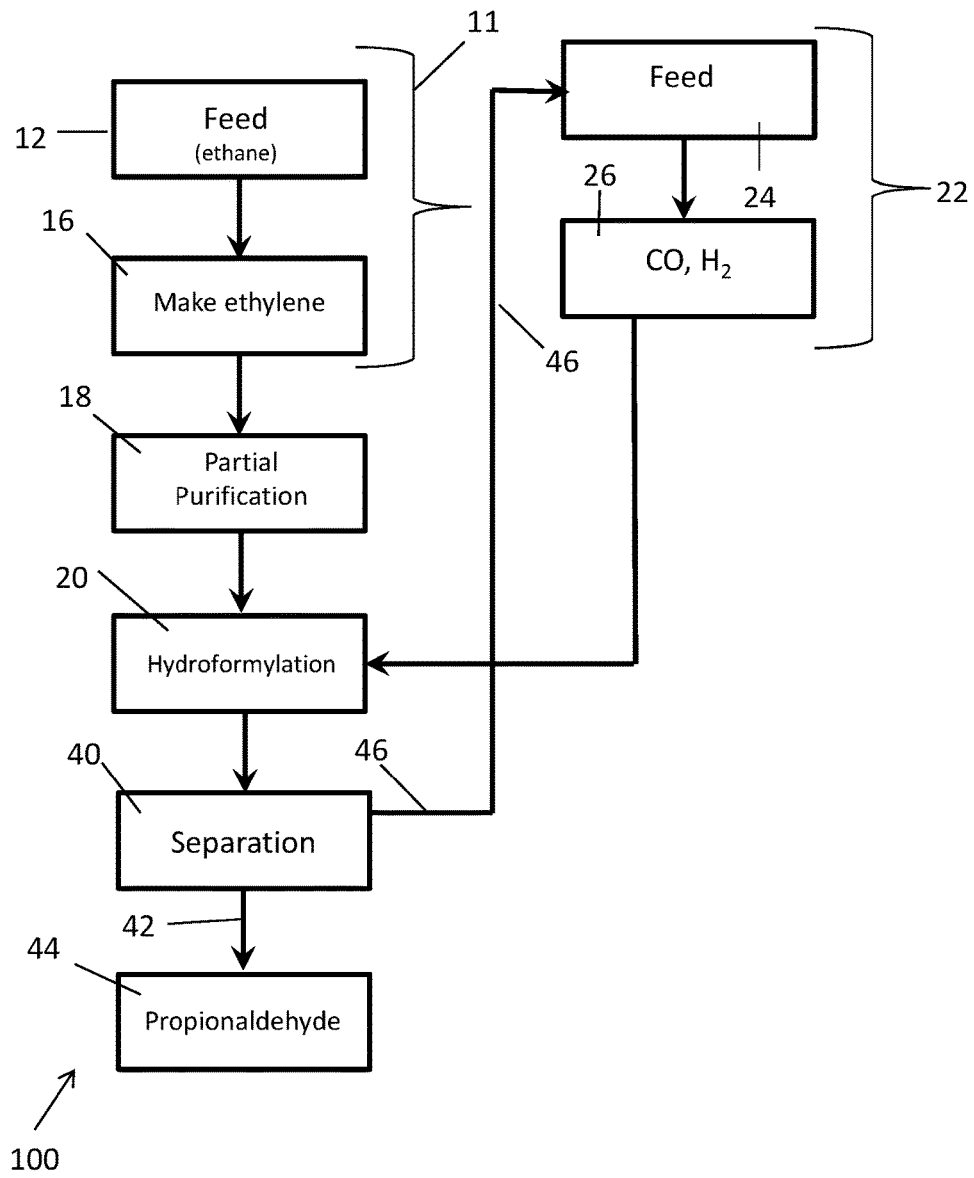 11
Feed
(ethane)
12
16
Make ethylene
18
Partial
Purification
20
Hydroformylation
40
Separation
46
42
44
Propionaldehyde
100
Feed
24
22
26
CO, H₂
46